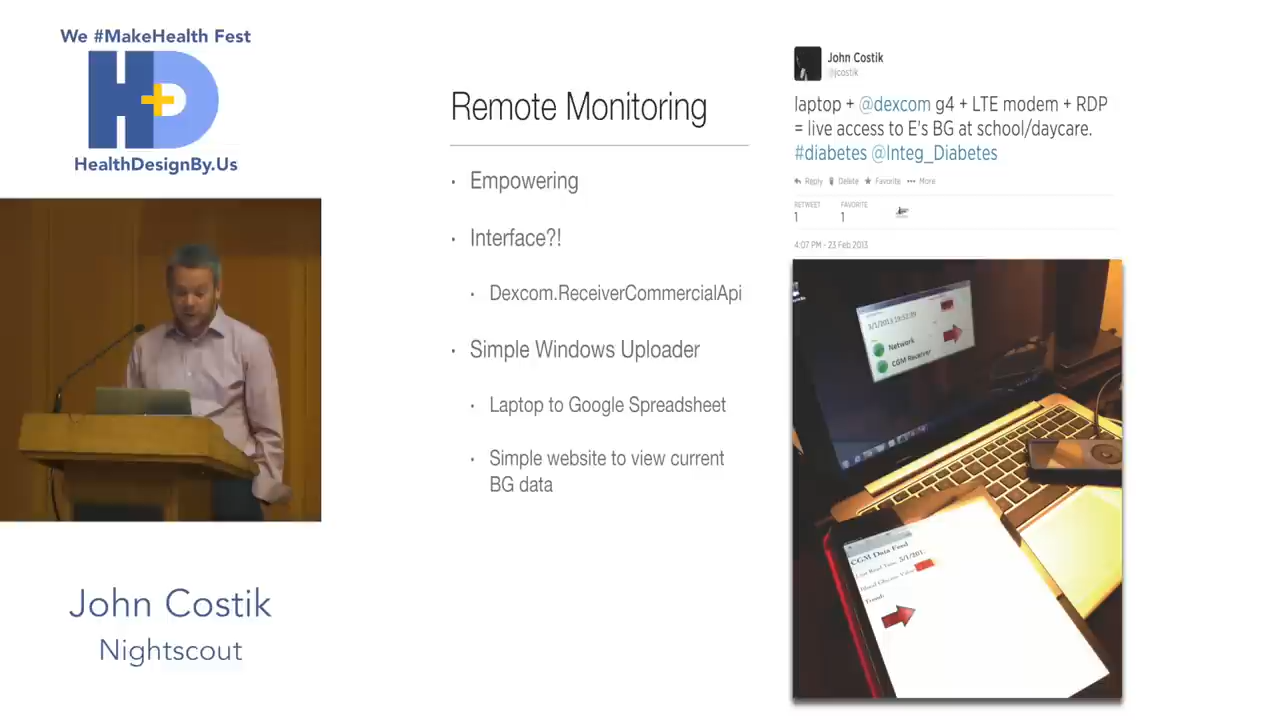 We #MakeHealth Fest
H+D
HealthDesignBy.Us
John Costik
Nightscout
Remote Monitoring
• Empowering
• Interface?!
• Dexcom.ReceiverCommercialApi
• Simple Windows Uploader
• Laptop to Google Spreadsheet
• Simple website to view current
BG data
John Costik
@jcostik
laptop + @dexcom g4 + LTE modem + RDP
= live access to E's BG at school/daycare.
#diabetes @Integ_Diabetes
Reply Delete Favorite More
RETWEET FAVORITE
1 1
4:07 PM - 23 Feb 2013
3/1/2013
Network
CGM Receiver
CGM Data Feed
Trend: